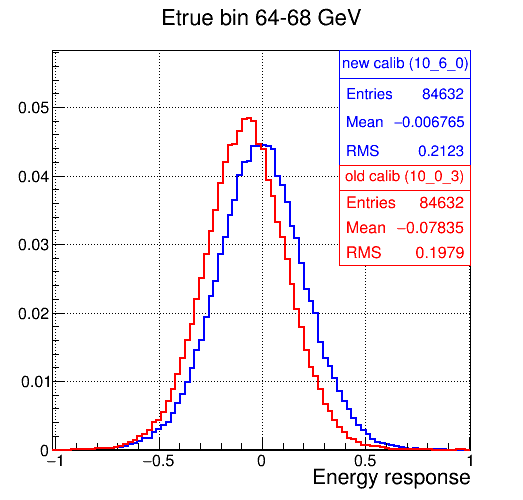 Etrue bin 64-68 GeV
new calib (10_6_0)
Entries 84632
Mean −0.006765
RMS 0.2123
old calib (10_0_3)
Entries 84632
Mean −0.07835
RMS 0.1979
0.05
0.04
0.03
0.02
0.01
0
−1 −0.5 0 0.5 1
Energy response